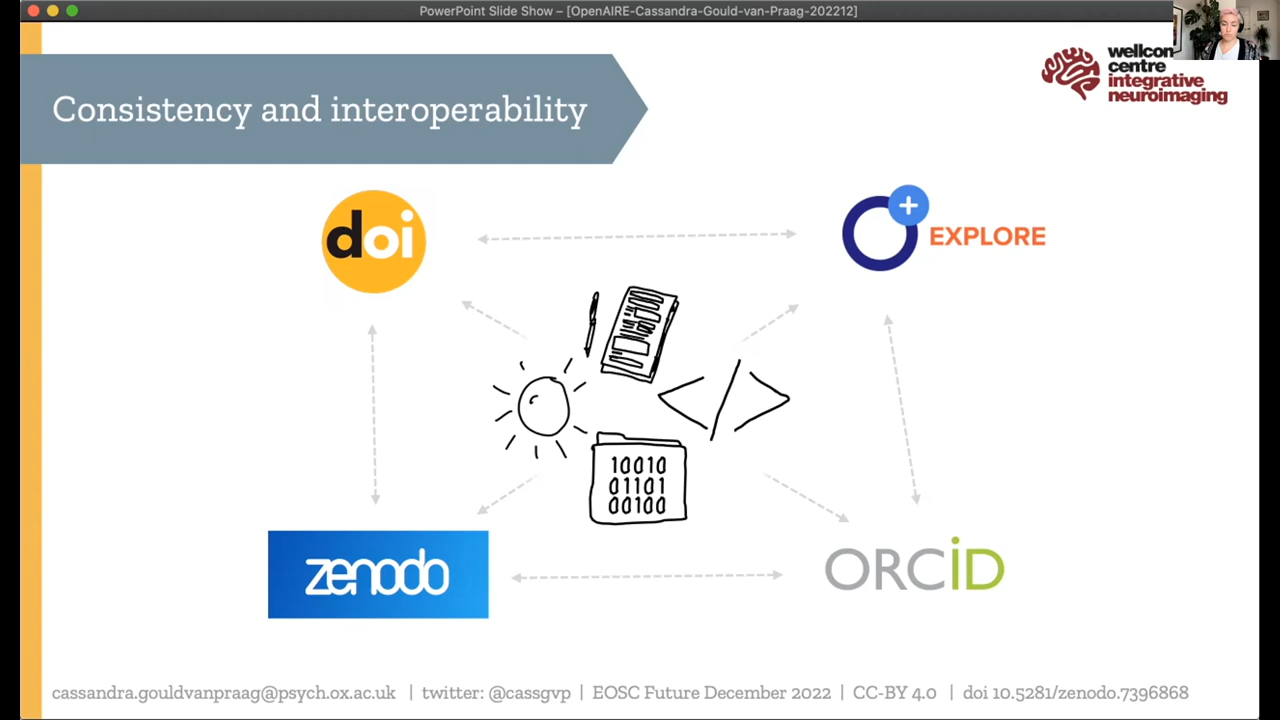 PowerPoint Slide Show – [OpenAIRE-Cassandra-Gould-van-Praag-202212]
wellcon
centre
integrative
neuroimaging
Consistency and interoperability
doi
EXPLORE
10010
01101
00100
zenodo
ORCiD
cassandra.gouldvanpraag@psych.ox.ac.uk | twitter: @cassgvp | EOSC Future December 2022 | CC-BY 4.0 | doi 10.5281/zenodo.7396868